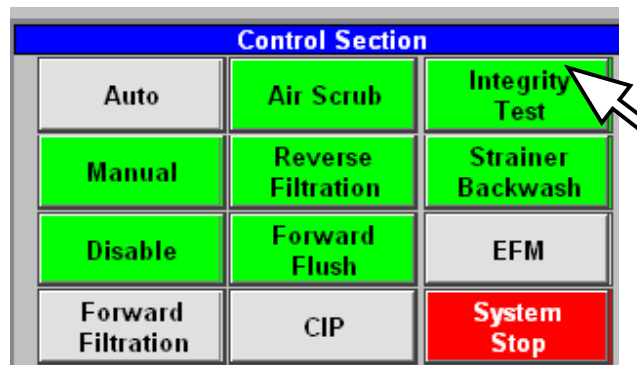 Control Section
Auto
Air Scrub
Integrity
Test
Manual
Reverse
Filtration
Strainer
Backwash
Disable
Forward
Flush
EFM
Forward
Filtration
CIP
System
Stop